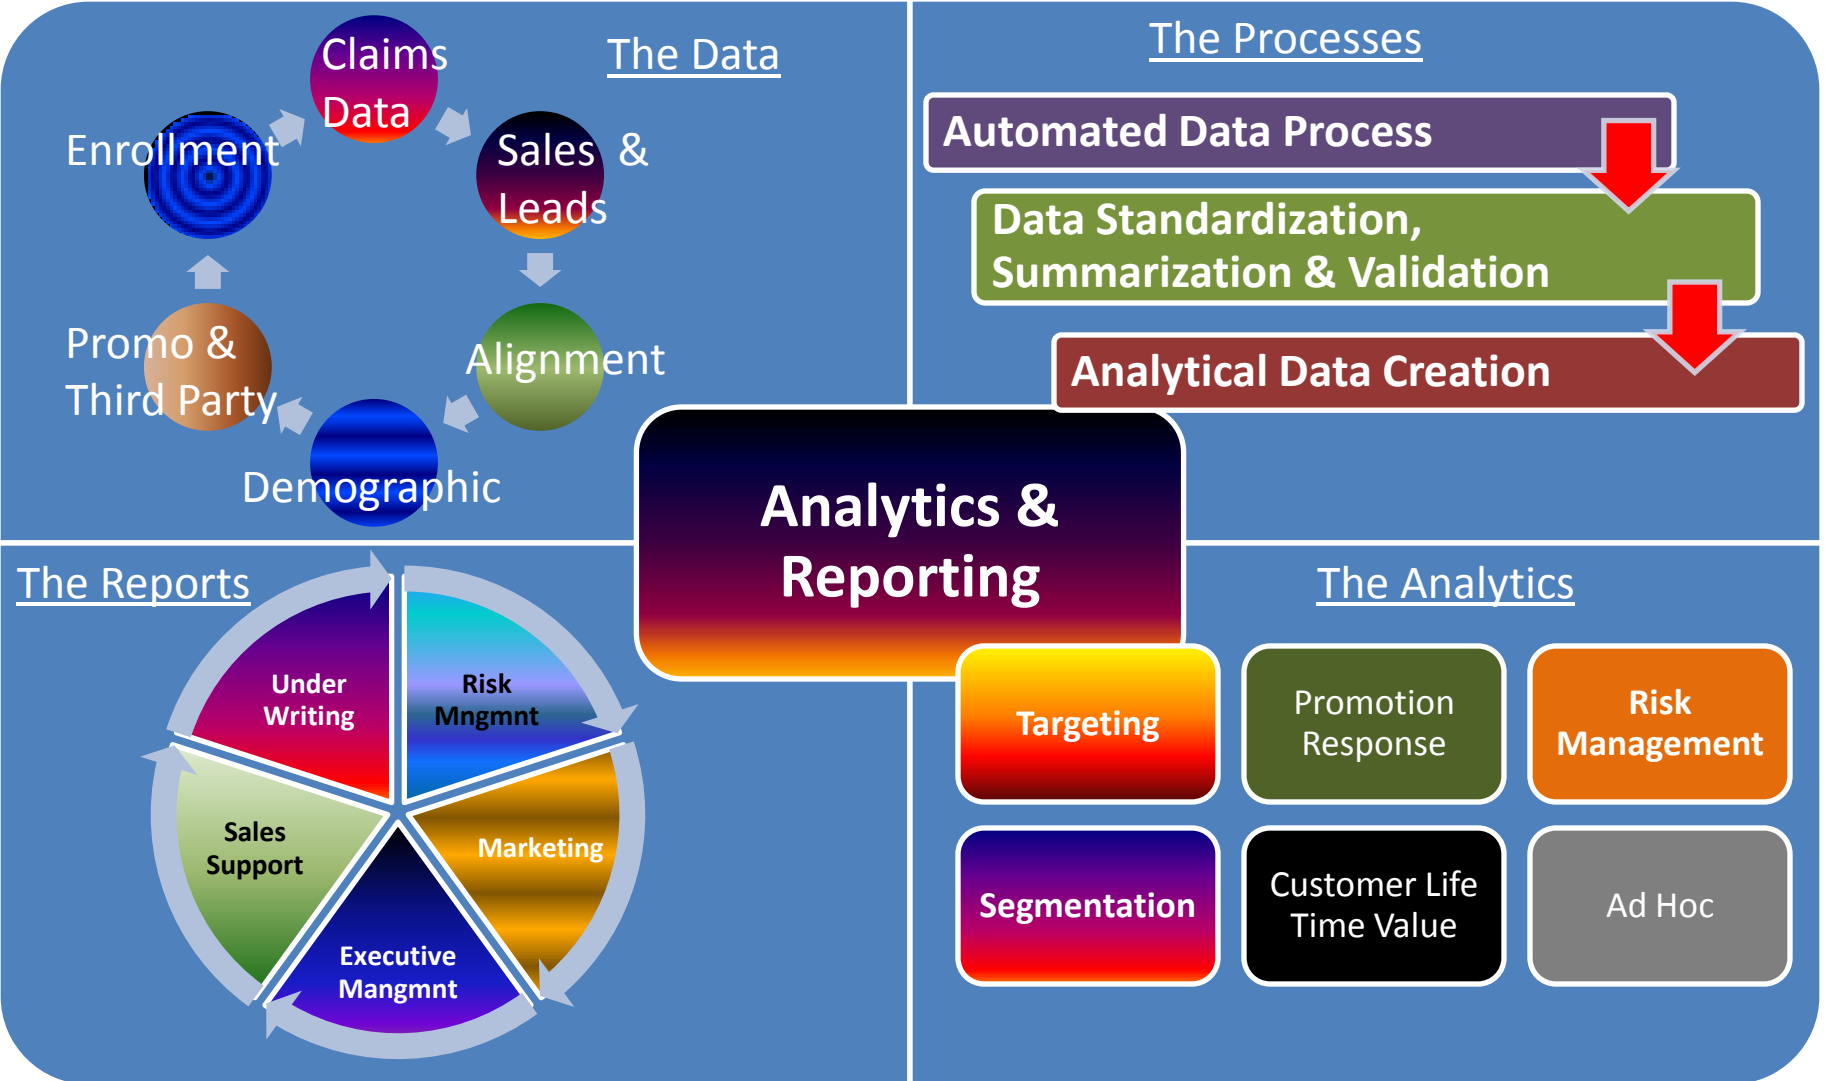 The Data
Claims
Data
Sales &
Leads
Alignment
Demographic
Promo &
Third Party
Enrollment
The Processes
Automated Data Process
Data Standardization,
Summarization & Validation
Analytical Data Creation
Analytics &
Reporting
The Reports
Under
Writing
Risk
Mngmnt
Marketing
Executive
Mangmnt
Sales
Support
The Analytics
Targeting
Promotion
Response
Risk
Management
Segmentation
Customer Life
Time Value
Ad Hoc